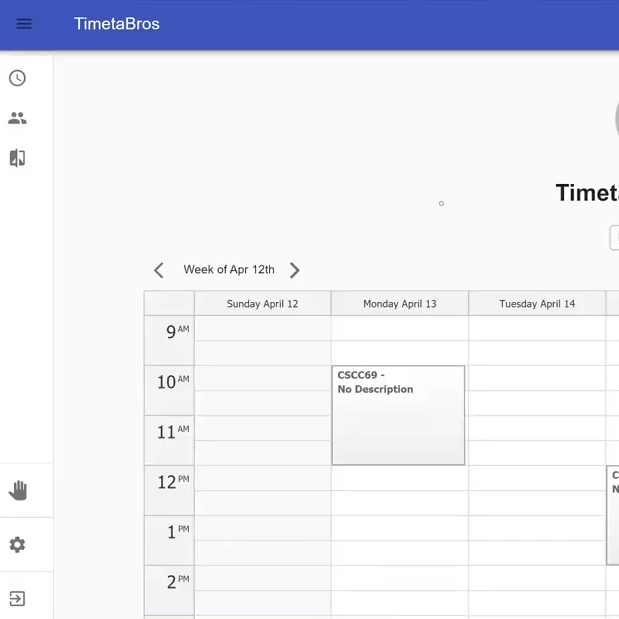 TimetaBros
Timet
Week of Apr 12th
Sunday April 12
Monday April 13
Tuesday April 14
9 AM
10 AM
CSCC69 -
No Description
11 AM
12 PM
C
N
1 PM
2 PM